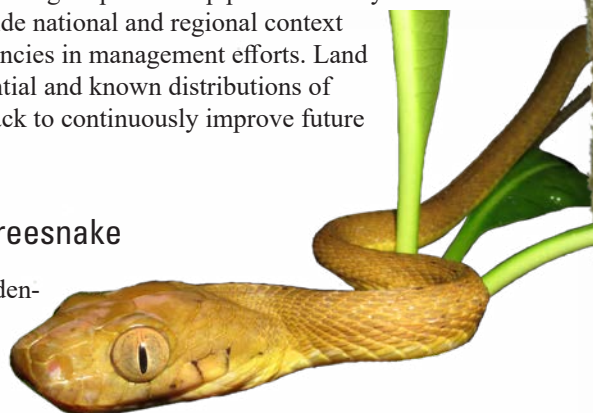 de national and regional context
ncies in management efforts. Land
tial and known distributions of
ck to continuously improve future
reesnake
den-